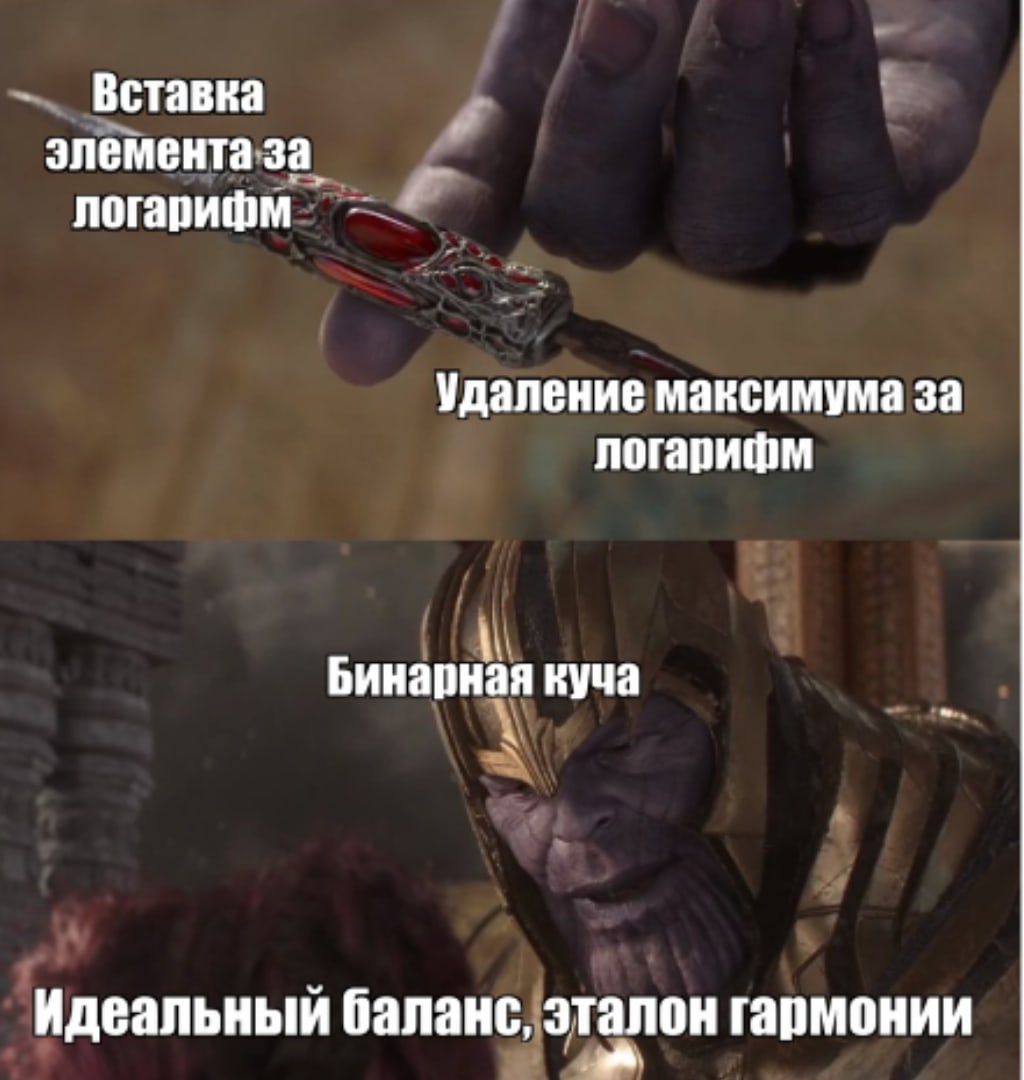 Вставка
элемента за
логарифм
Удаление максимума за
логарифм
Бинарная куча
Идеальный баланс, эталон гармонии